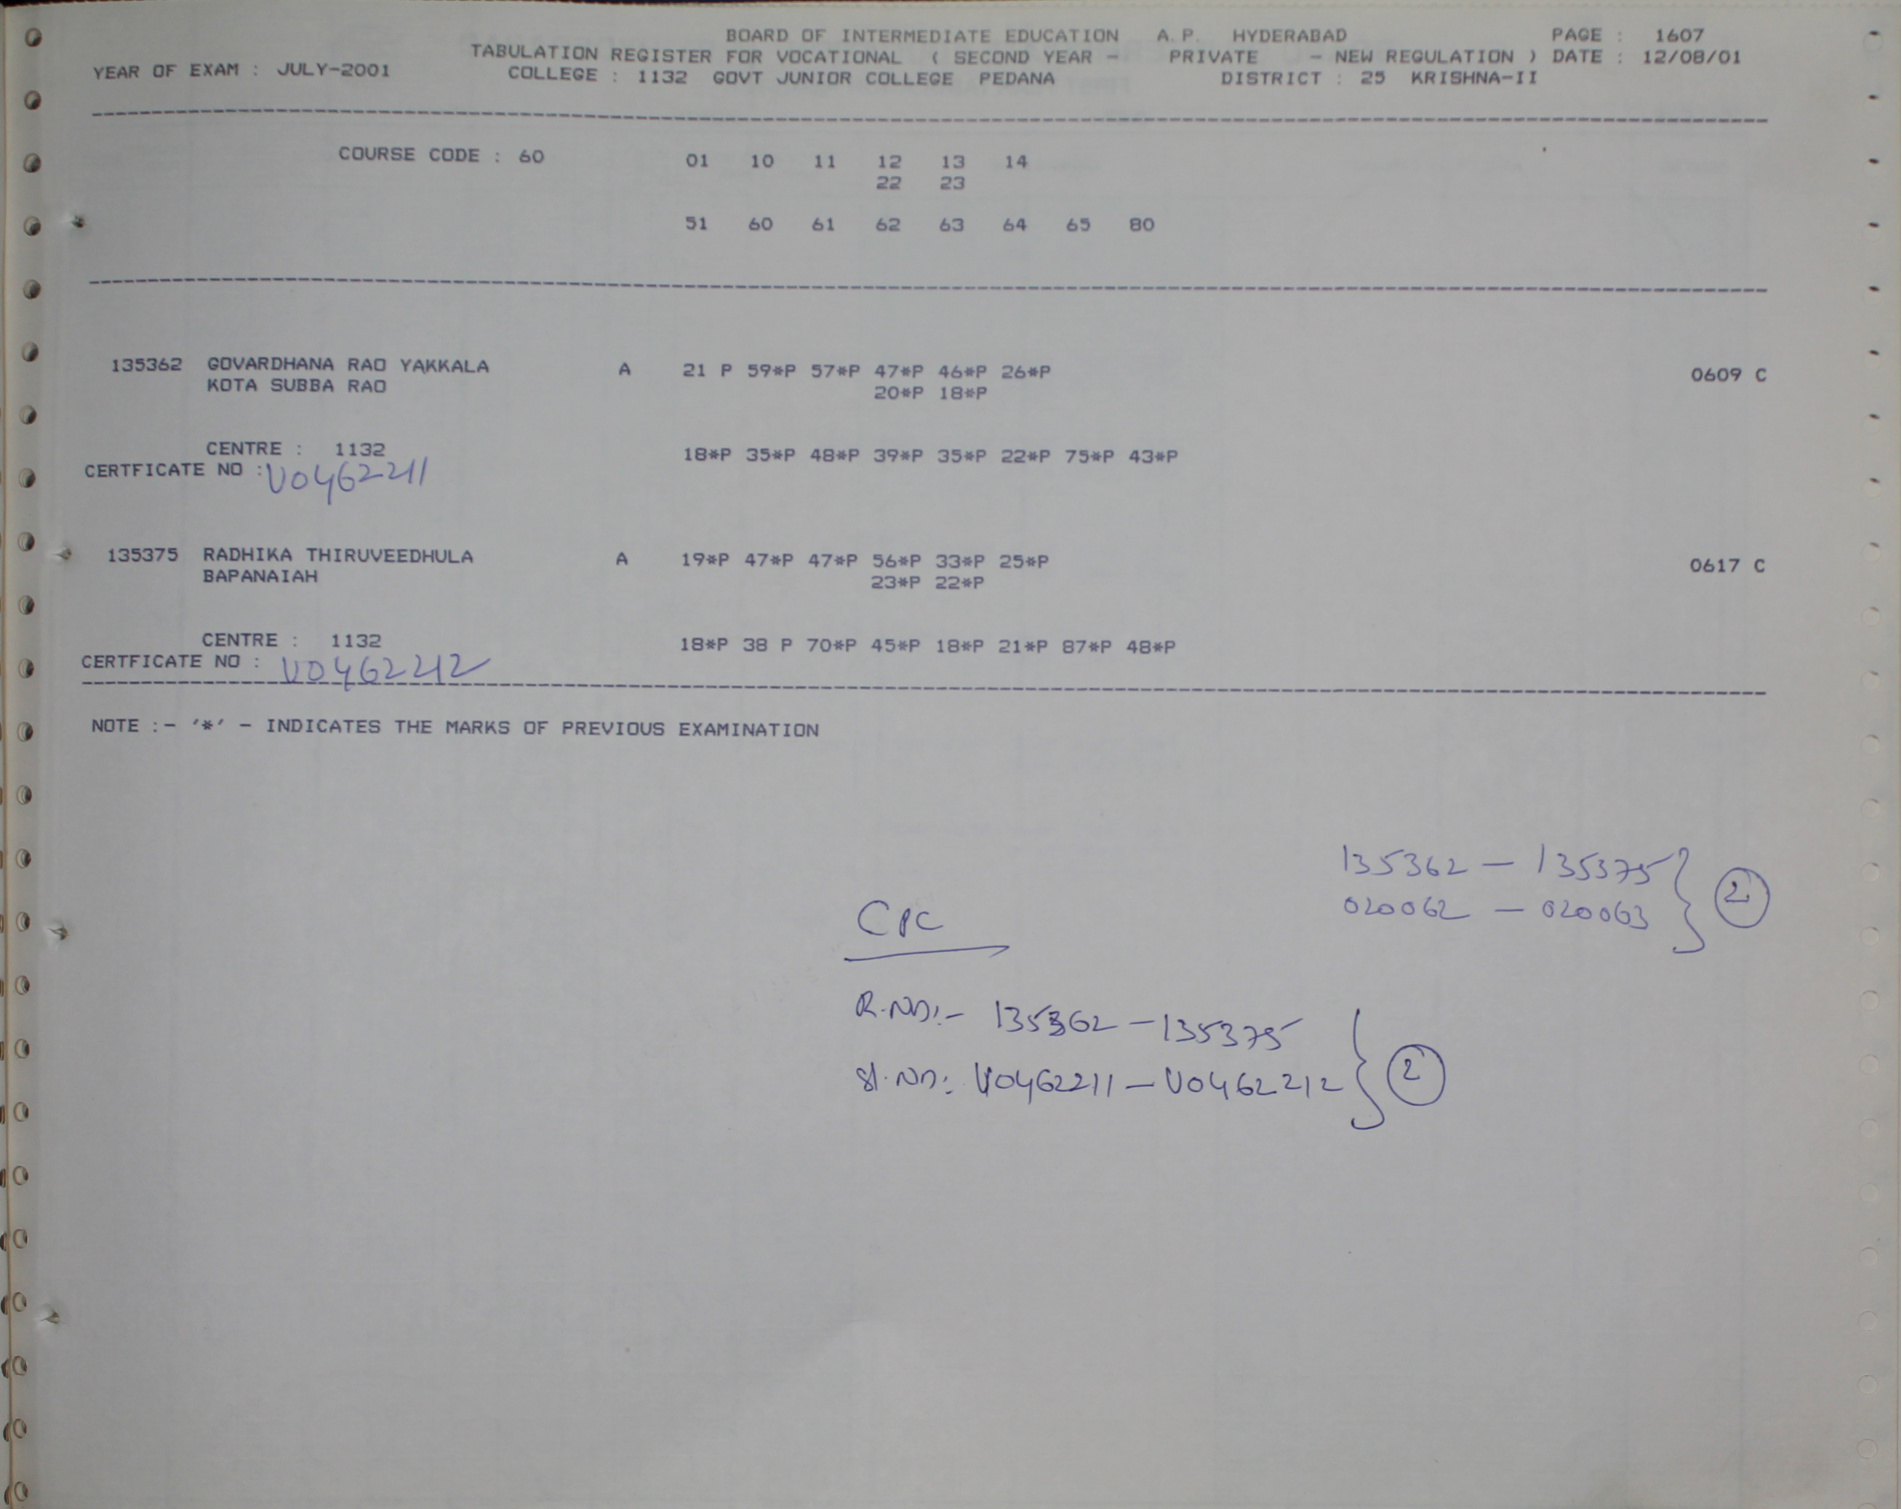 BOARD OF INTERMEDIATE EDUCATION A.P. HYDERABAD PAGE : 1607
TABULATION REGISTER FOR VOCATIONAL ( SECOND YEAR - PRIVATE - NEW REGULATION ) DATE : 12/08/01
YEAR OF EXAM : JULY-2001 COLLEGE : 1132 GOVT JUNIOR COLLEGE PEDANA DISTRICT : 25 KRISHNA-II
COURSE CODE : 60 01 10 11 12 13 14
22 23
51 60 61 62 63 64 65 80
135362 GOVARDHANA RAO YAKKALA A 21 P 59*P 57*P 47*P 46*P 26*P 0609 C
KOTA SUBBA RAO 20*P 18*P
CENTRE : 1132 18*P 35*P 48*P 39*P 35*P 22*P 75*P 43*P
CERTFICATE NO : V0462211
135375 RADHIKA THIRUVEEDHULA A 19*P 47*P 47*P 56*P 33*P 25*P 0617 C
BAPANAIAH 23*P 22*P
CENTRE : 1132 18*P 38 P 70*P 45*P 18*P 21*P 87*P 48*P
CERTFICATE NO : V0462212
NOTE :- '*' - INDICATES THE MARKS OF PREVIOUS EXAMINATION
135362 - 135375
020062 - 020063 } 2
CPC
R.No:- 135362 - 135375
Sl.No: V0462211 - V0462212 } 2